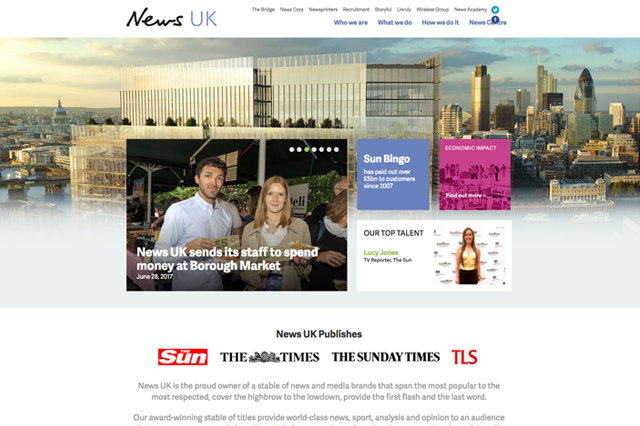 News UK
The Bridge News Corp Newsprinters Recruitment Storyful Unruly Wireless Group News Academy
Who we are What we do How we do it News Centre
News UK sends its staff to spend
money at Borough Market
June 28, 2017
Sun Bingo
has paid out over
£5bn to customers
since 2007
ECONOMIC IMPACT
Find out more
OUR TOP TALENT
Lucy Jones
TV Reporter, The Sun
News UK Publishes
THE Sun THE TIMES THE SUNDAY TIMES TLS
News UK is the proud owner of a stable of news and media brands that span the most popular to the
most respected, cover the highbrow to the lowdown, provide the first flash and the last word.
Our award-winning stable of titles provide world-class news, sport, analysis and opinion to an audience